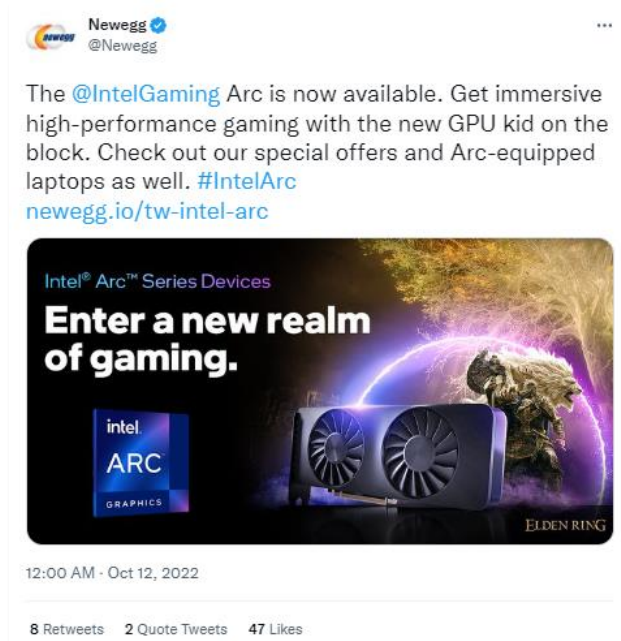 Newegg
newegg
@Newegg
The @IntelGaming Arc is now available. Get immersive
high-performance gaming with the new GPU kid on the
block. Check out our special offers and Arc-equipped
laptops as well. #IntelArc
newegg.io/tw-intel-arc
Intel® Arc™ Series Devices
Enter a new realm
of gaming.
intel.
ARC
GRAPHICS
ELDEN RING
12:00 AM · Oct 12, 2022
8 Retweets 2 Quote Tweets 47 Likes